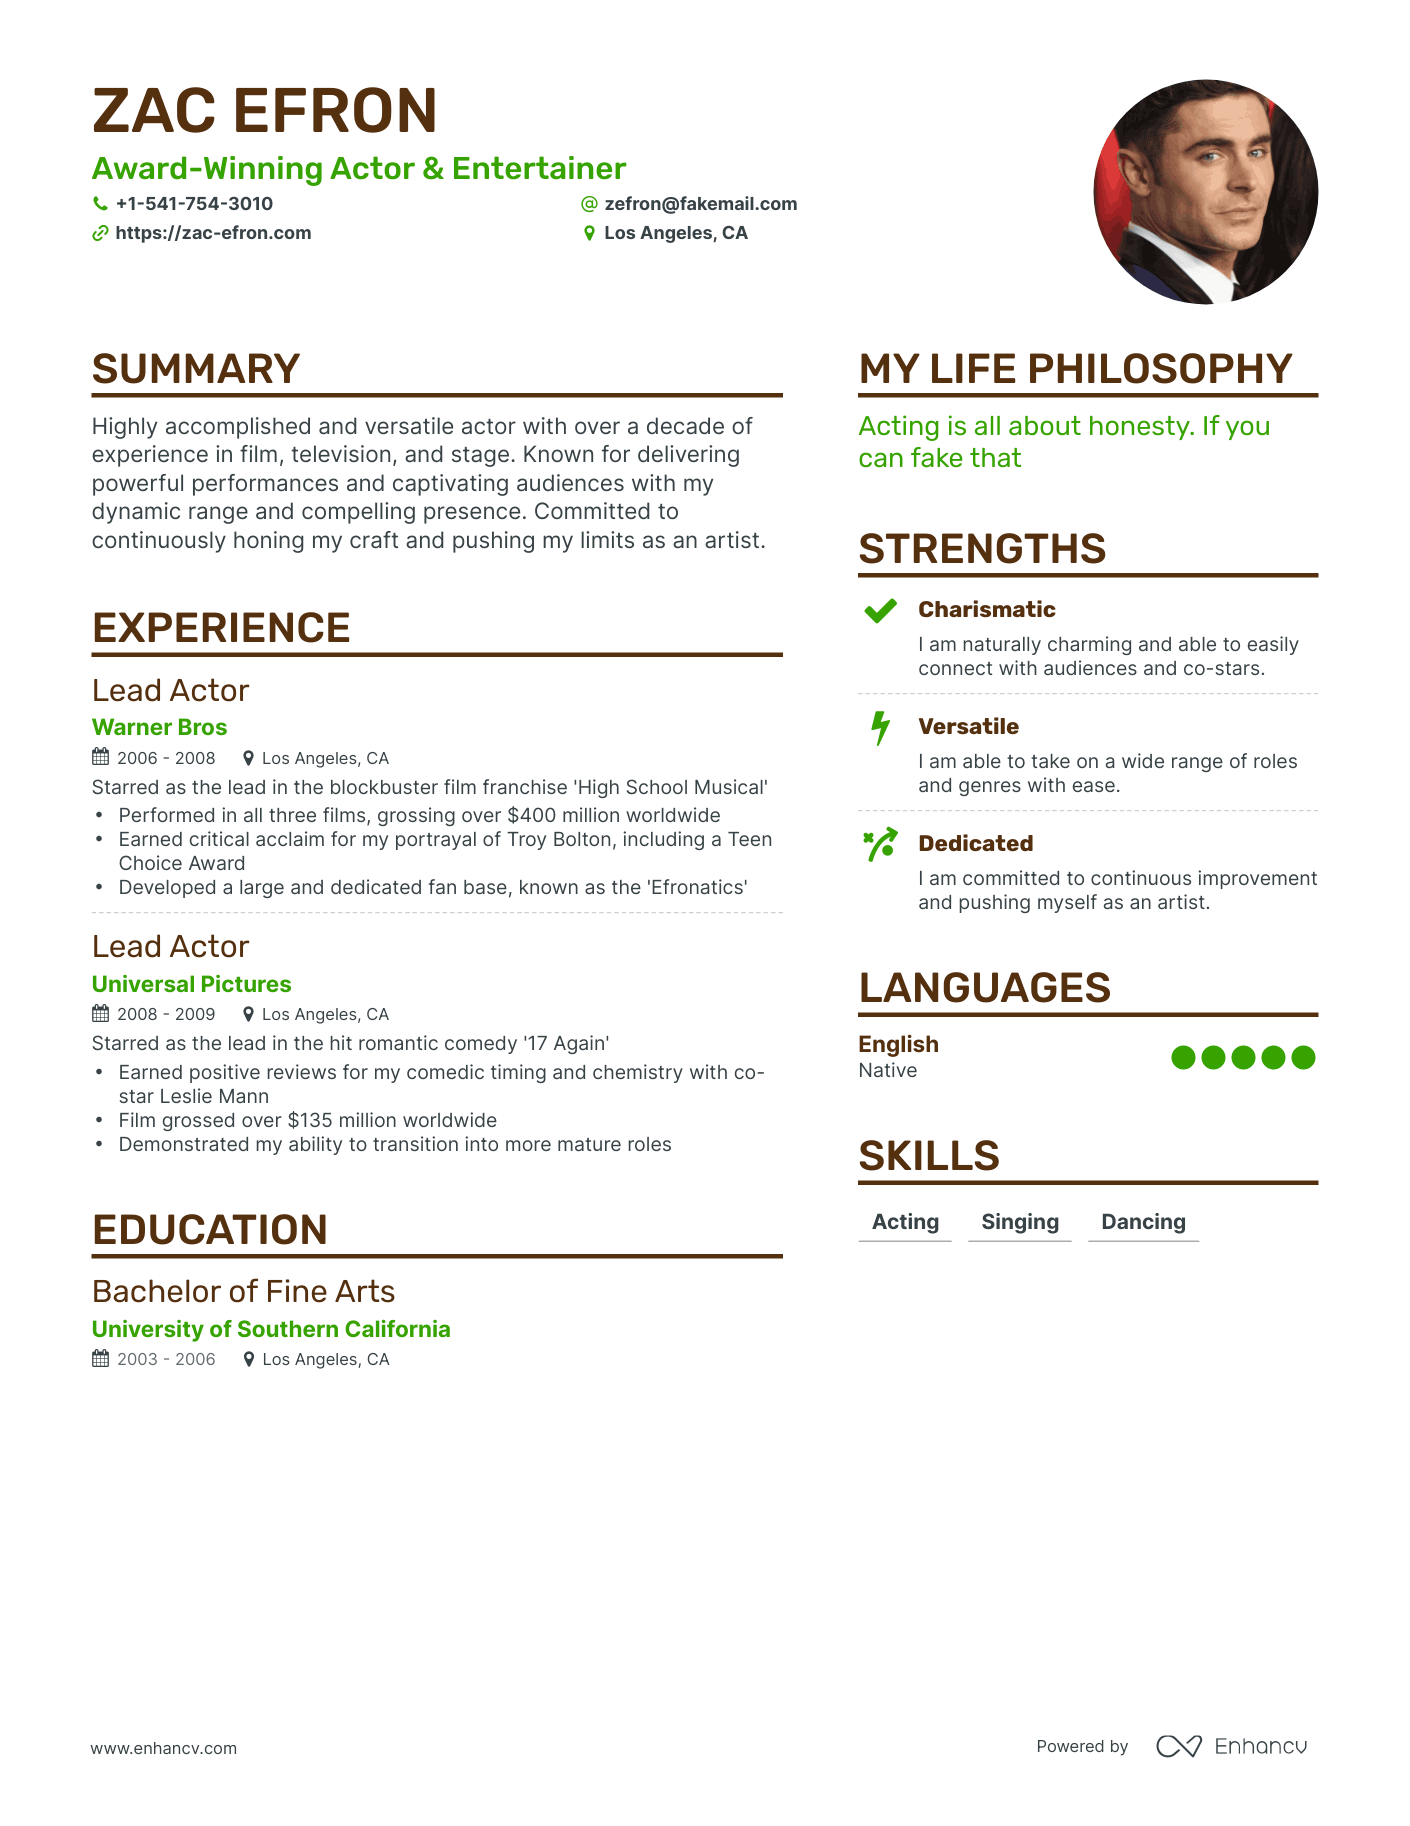 ZAC EFRON
Award-Winning Actor & Entertainer
+1-541-754-3010
zefron@fakemail.com
https://zac-efron.com
Los Angeles, CA
SUMMARY
Highly accomplished and versatile actor with over a decade of
experience in film, television, and stage. Known for delivering
powerful performances and captivating audiences with my
dynamic range and compelling presence. Committed to
continuously honing my craft and pushing my limits as an artist.
EXPERIENCE
Lead Actor
Warner Bros
2006 - 2008 Los Angeles, CA
Starred as the lead in the blockbuster film franchise 'High School Musical'
• Performed in all three films, grossing over $400 million worldwide
• Earned critical acclaim for my portrayal of Troy Bolton, including a Teen
Choice Award
• Developed a large and dedicated fan base, known as the 'Efronatics'
Lead Actor
Universal Pictures
2008 - 2009 Los Angeles, CA
Starred as the lead in the hit romantic comedy '17 Again'
• Earned positive reviews for my comedic timing and chemistry with co-
star Leslie Mann
• Film grossed over $135 million worldwide
• Demonstrated my ability to transition into more mature roles
EDUCATION
Bachelor of Fine Arts
University of Southern California
2003 - 2006 Los Angeles, CA
MY LIFE PHILOSOPHY
Acting is all about honesty. If you
can fake that
STRENGTHS
Charismatic
I am naturally charming and able to easily
connect with audiences and co-stars.
Versatile
I am able to take on a wide range of roles
and genres with ease.
Dedicated
I am committed to continuous improvement
and pushing myself as an artist.
LANGUAGES
English
Native
SKILLS
Acting Singing Dancing
www.enhancv.com
Powered by Enhancv